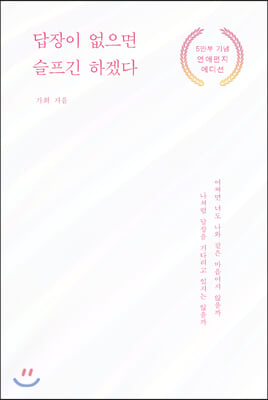 답장이 없으면
슬프긴 하겠다
5만부 기념
연애편지
에디션
가희 지음
어쩌면 너도 나와 같은 마음이지 않을까
나처럼 답장을 기다리고 있지는 않을까